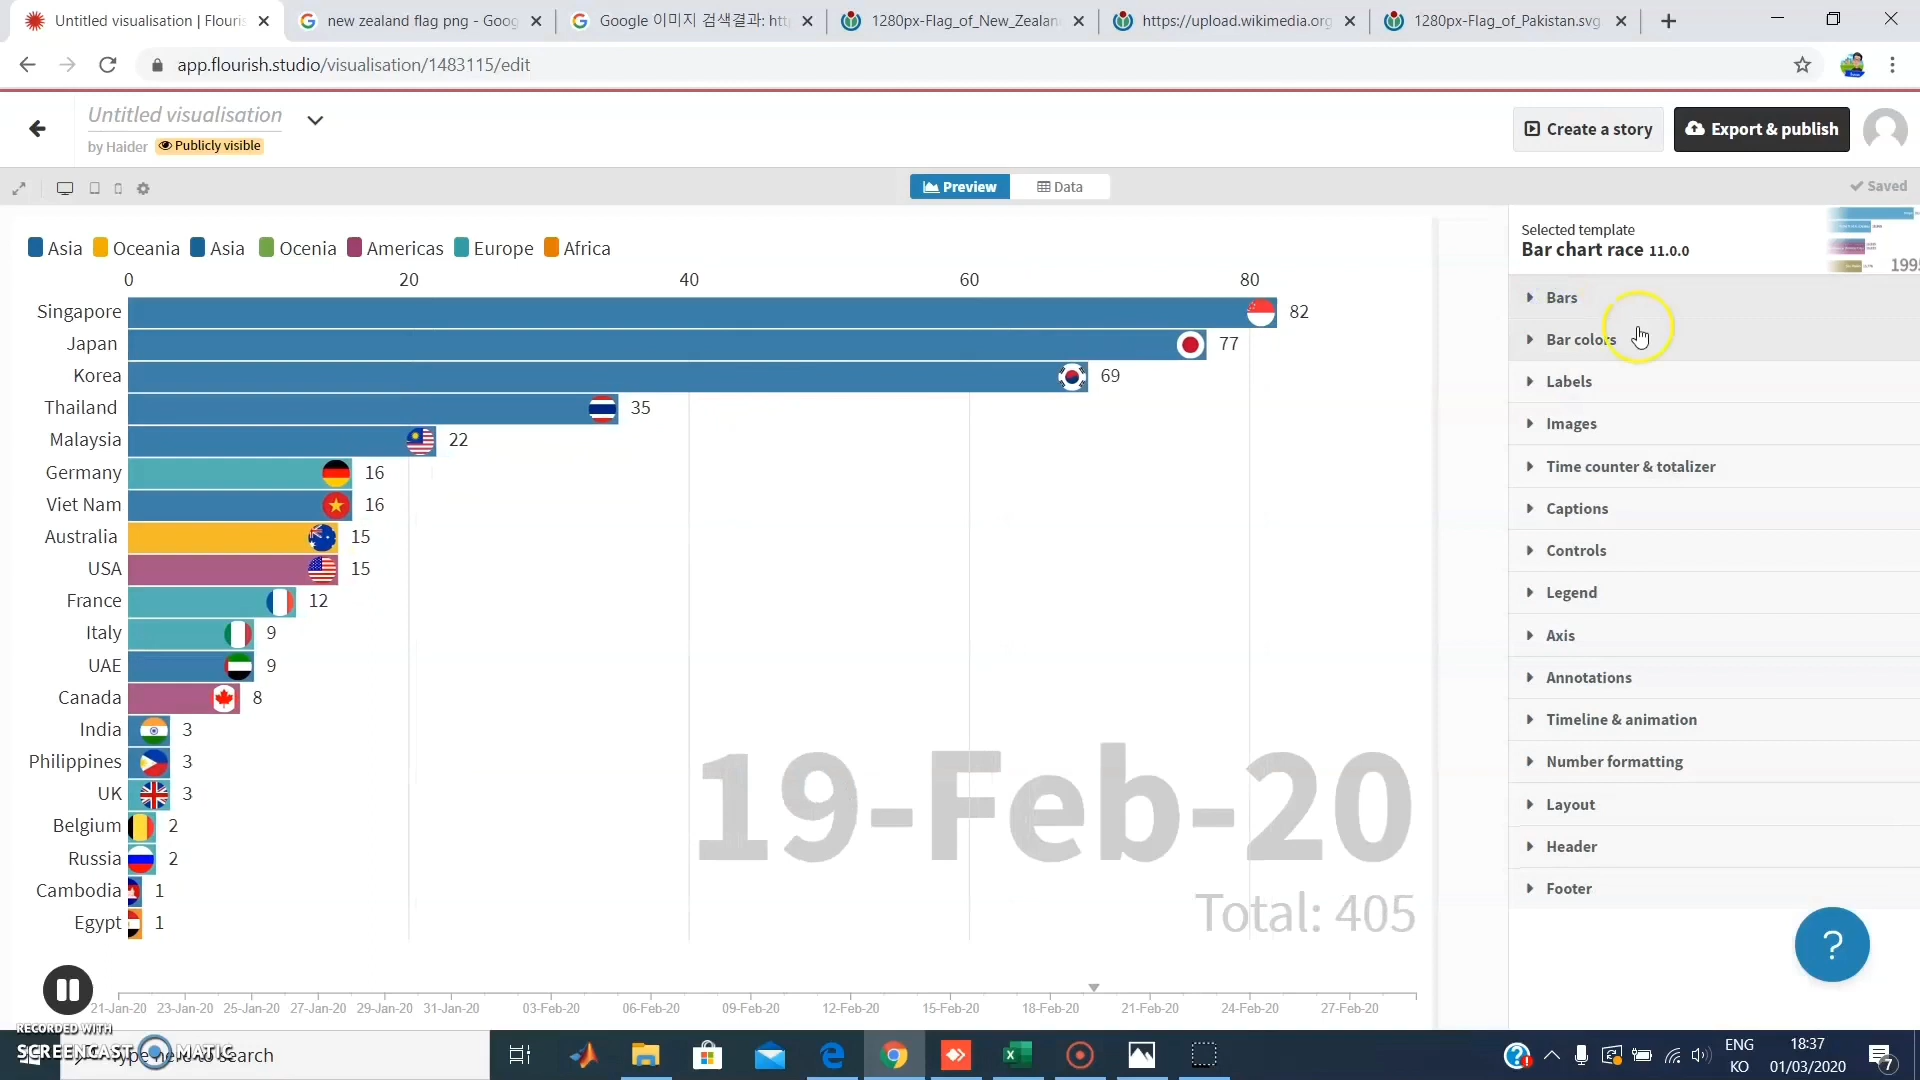 Untitled visualisation | Flouris
new zealand flag png - Goog
Google 이미지 검색결과: htt
1280px-Flag_of_New_Zealan
https://upload.wikimedia.org
1280px-Flag_of_Pakistan.svg
app.flourish.studio/visualisation/1483115/edit
Untitled visualisation
by Haider
Publicly visible
Create a story
Export & publish
Preview
Data
Saved
Asia Oceania Asia Ocenia Americas Europe Africa
0 20 40 60 80
Singapore 82
Japan 77
Korea 69
Thailand 35
Malaysia 22
Germany 16
Viet Nam 16
Australia 15
USA 15
France 12
Italy 9
UAE 9
Canada 8
India 3
Philippines 3
UK 3
Belgium 2
Russia 2
Cambodia 1
Egypt 1
19-Feb-20
Total: 405
21-Jan-20 23-Jan-20 25-Jan-20 27-Jan-20 29-Jan-20 31-Jan-20 03-Feb-20 06-Feb-20 09-Feb-20 12-Feb-20 15-Feb-20 18-Feb-20 21-Feb-20 24-Feb-20 27-Feb-20
Selected template
Bar chart race 11.0.0
1995
Bars
Bar colors
Labels
Images
Time counter & totalizer
Captions
Controls
Legend
Axis
Annotations
Timeline & animation
Number formatting
Layout
Header
Footer
?
RECORDED WITH
SCREENCAST MATIC
Type here to search
ENG
KO
18:37
01/03/2020
7